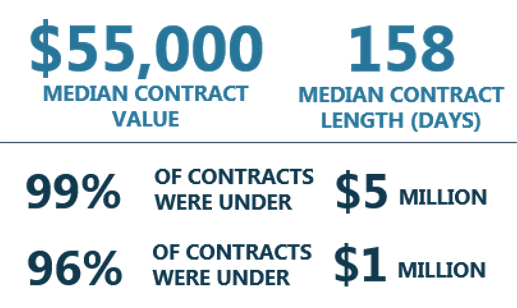 $55,000
MEDIAN CONTRACT
VALUE
158
MEDIAN CONTRACT
LENGTH (DAYS)
99% OF CONTRACTS
WERE UNDER $5 MILLION
96% OF CONTRACTS
WERE UNDER $1 MILLION